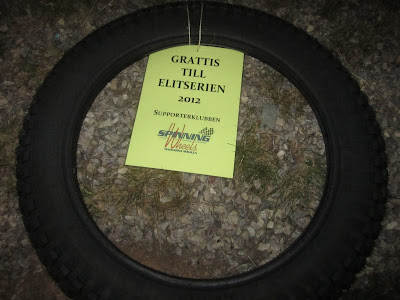 GRATTIS
TILL
ELITSERIEN
2012
SUPPORTERKLUBBEN
SPINNING
Wheels